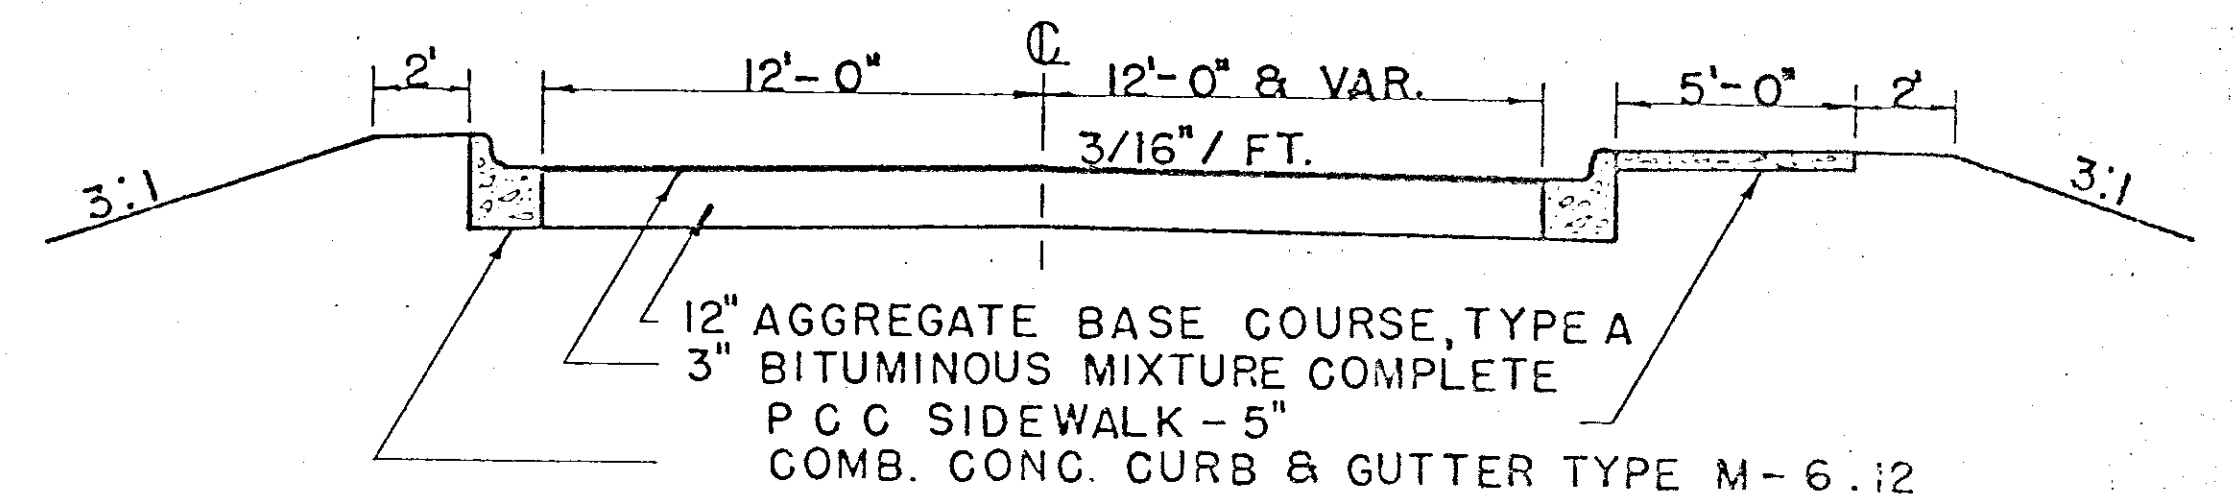 ℄
2' 12'-0" 12'-0" & VAR. 5'-0" 2'
3/16"/ FT.
3:1 3:1
12" AGGREGATE BASE COURSE, TYPE A
3" BITUMINOUS MIXTURE COMPLETE
P C C SIDEWALK - 5"
COMB. CONC. CURB & GUTTER TYPE M - 6.12